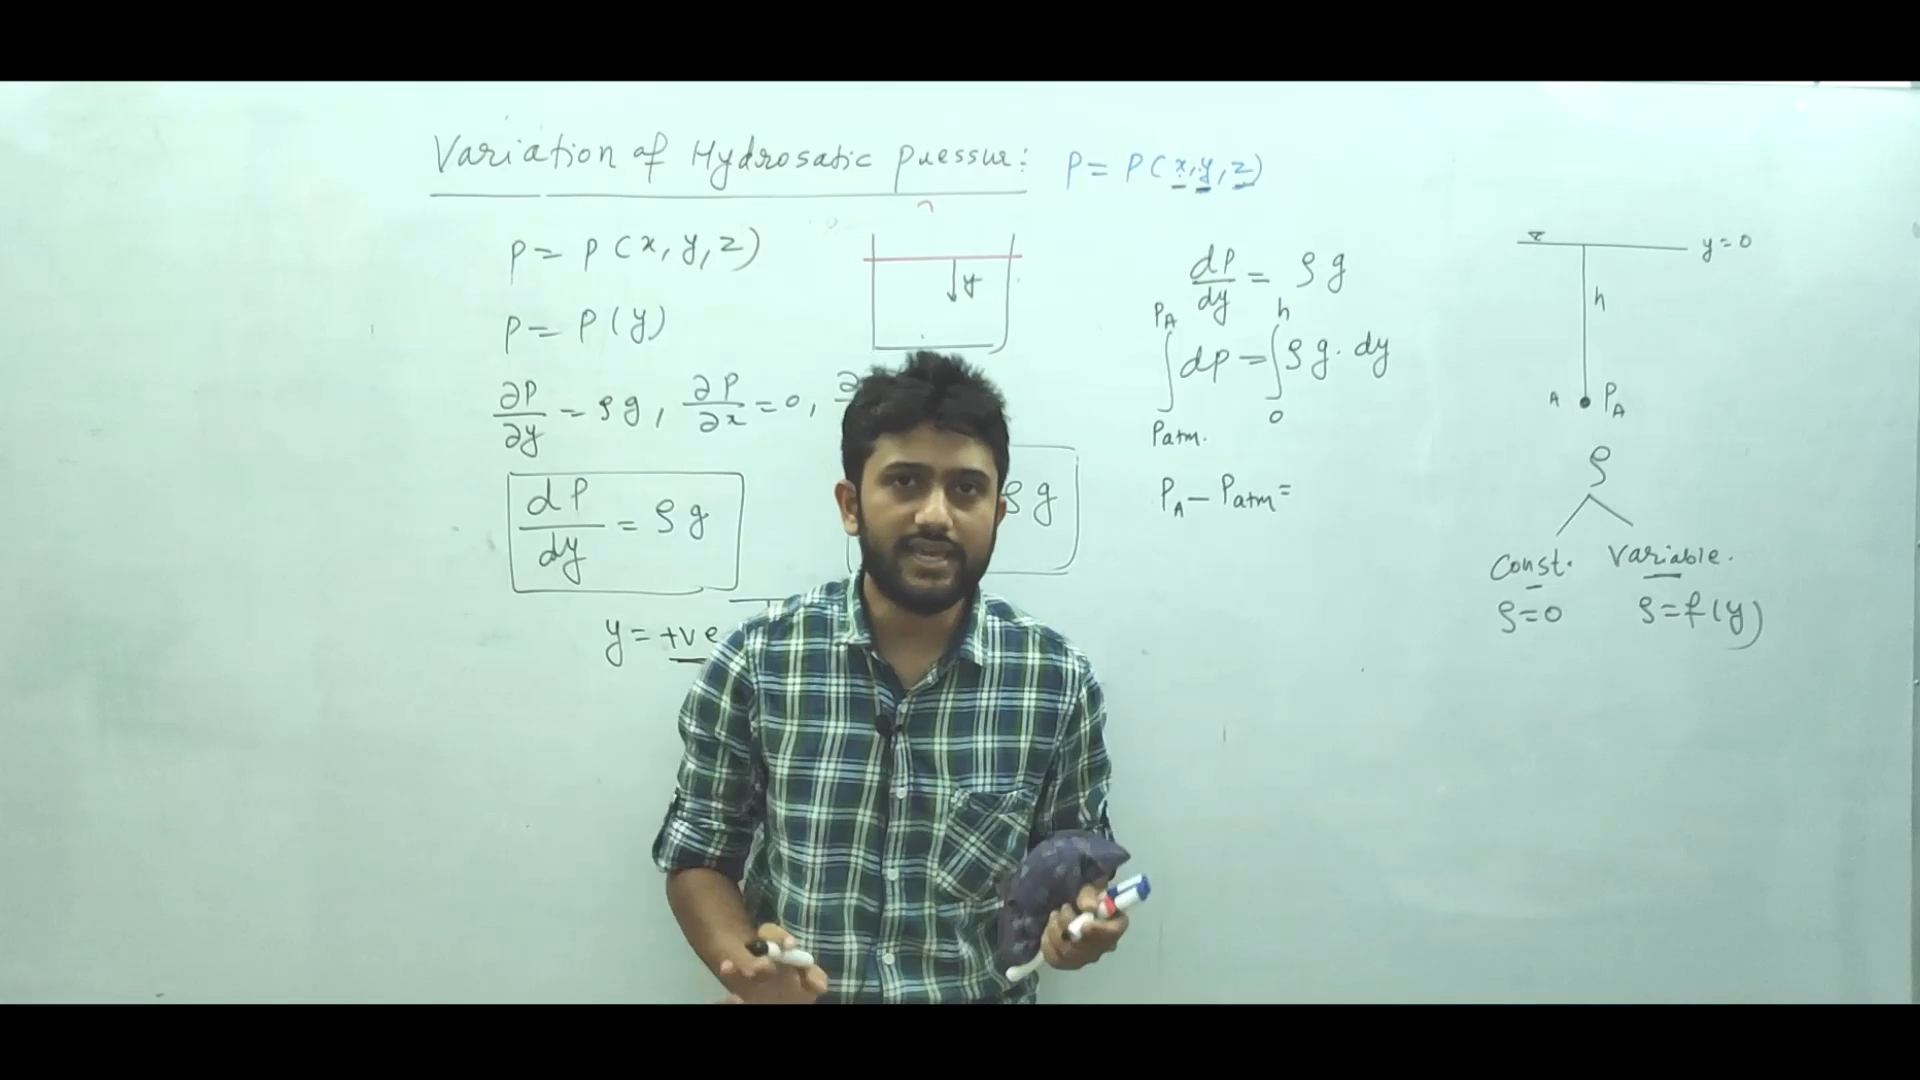 Variation of Hydrosatic pressur:
P = P(x,y,z)
P = P(x,y,z)
P = P(y)
y
∂P/∂y = ρg, ∂P/∂x = 0, ∂
dP/dy = ρg
ρg
y = +ve
dP/dy = ρg
∫ Patm. PA dP = ∫ 0 h ρg. dy
PA - Patm =
y = 0
h
A PA
ρ
Const. Variable.
ρ=0 ρ=f(y)